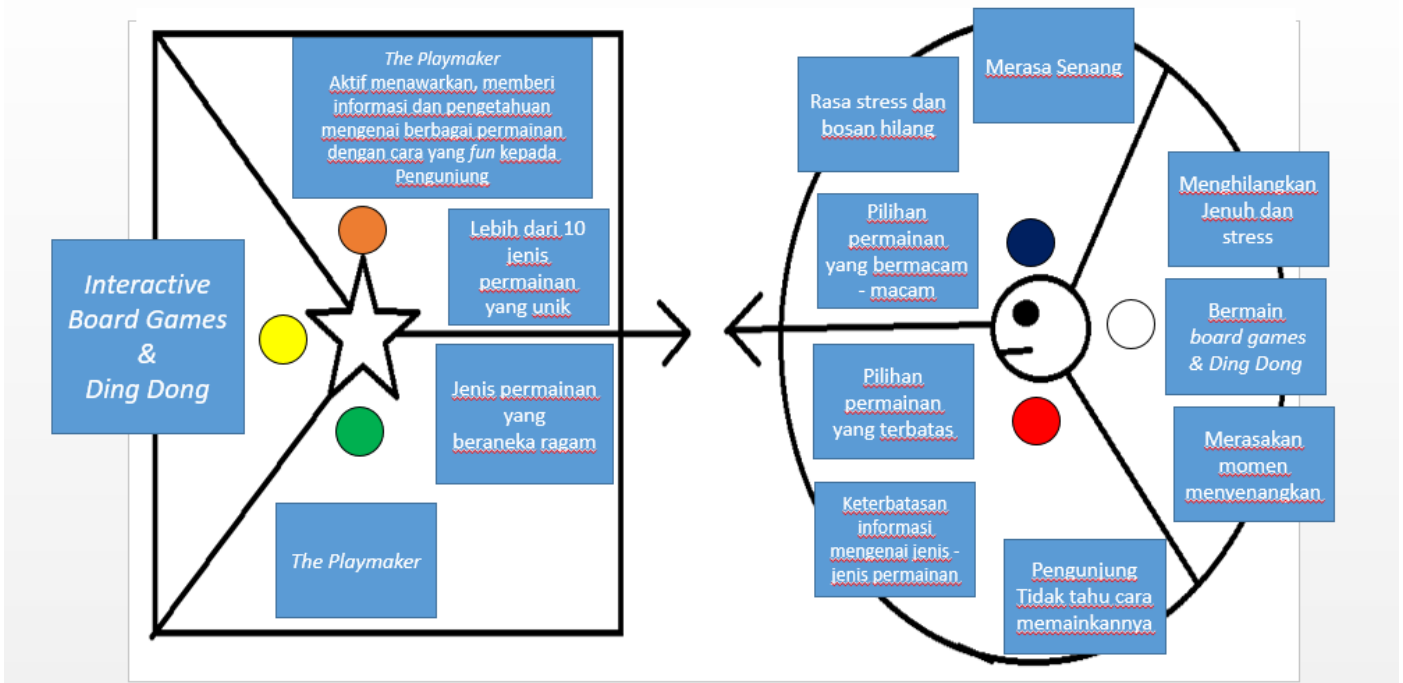 The Playmaker
Aktif menawarkan, memberi
informasi dan pengetahuan
mengenai berbagai permainan
dengan cara yang fun kepada
Pengunjung
Lebih dari 10
jenis
permainan
yang unik
Interactive
Board Games
&
Ding Dong
Jenis permainan
yang
beraneka ragam
The Playmaker
Merasa Senang
Rasa stress dan
bosan hilang
Pilihan
permainan
yang bermacam
- macam
Menghilangkan
Jenuh dan
stress
Bermain
board games
& Ding Dong
Pilihan
permainan
yang terbatas
Merasakan
momen
menyenangkan
Keterbatasan
informasi
mengenai jenis -
jenis permainan
Pengunjung
Tidak tahu cara
memainkannya